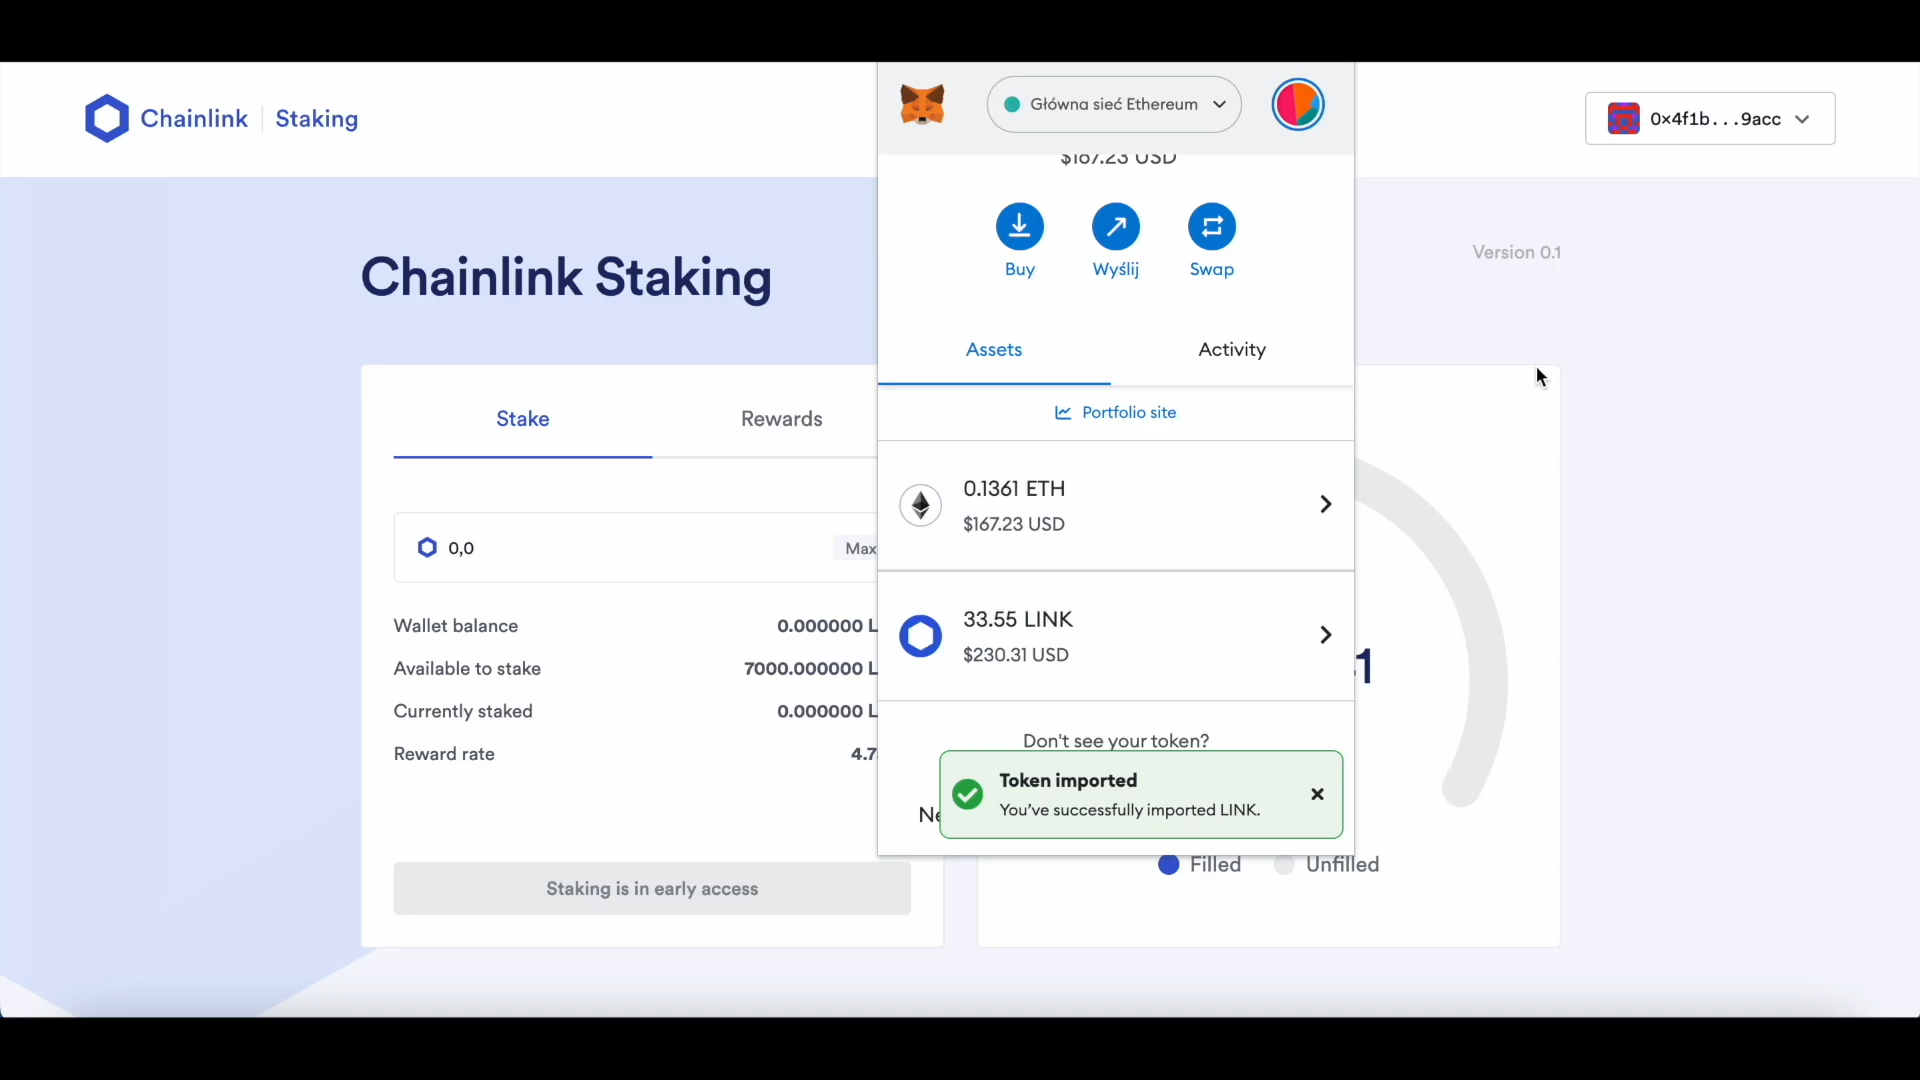 Chainlink | Staking
Główna sieć Ethereum
0×4f1b...9acc
$167.23 USD
Buy
Wyślij
Swap
Version 0.1
Chainlink Staking
Assets
Activity
Portfolio site
Stake
Rewards
0.1361 ETH
$167.23 USD
0,0
Max
33.55 LINK
$230.31 USD
Wallet balance
0.000000 L
Available to stake
7000.000000 L
Currently staked
0.000000 L
Reward rate
4.7
Don't see your token?
Token imported
You've successfully imported LINK.
Filled
Unfilled
Staking is in early access